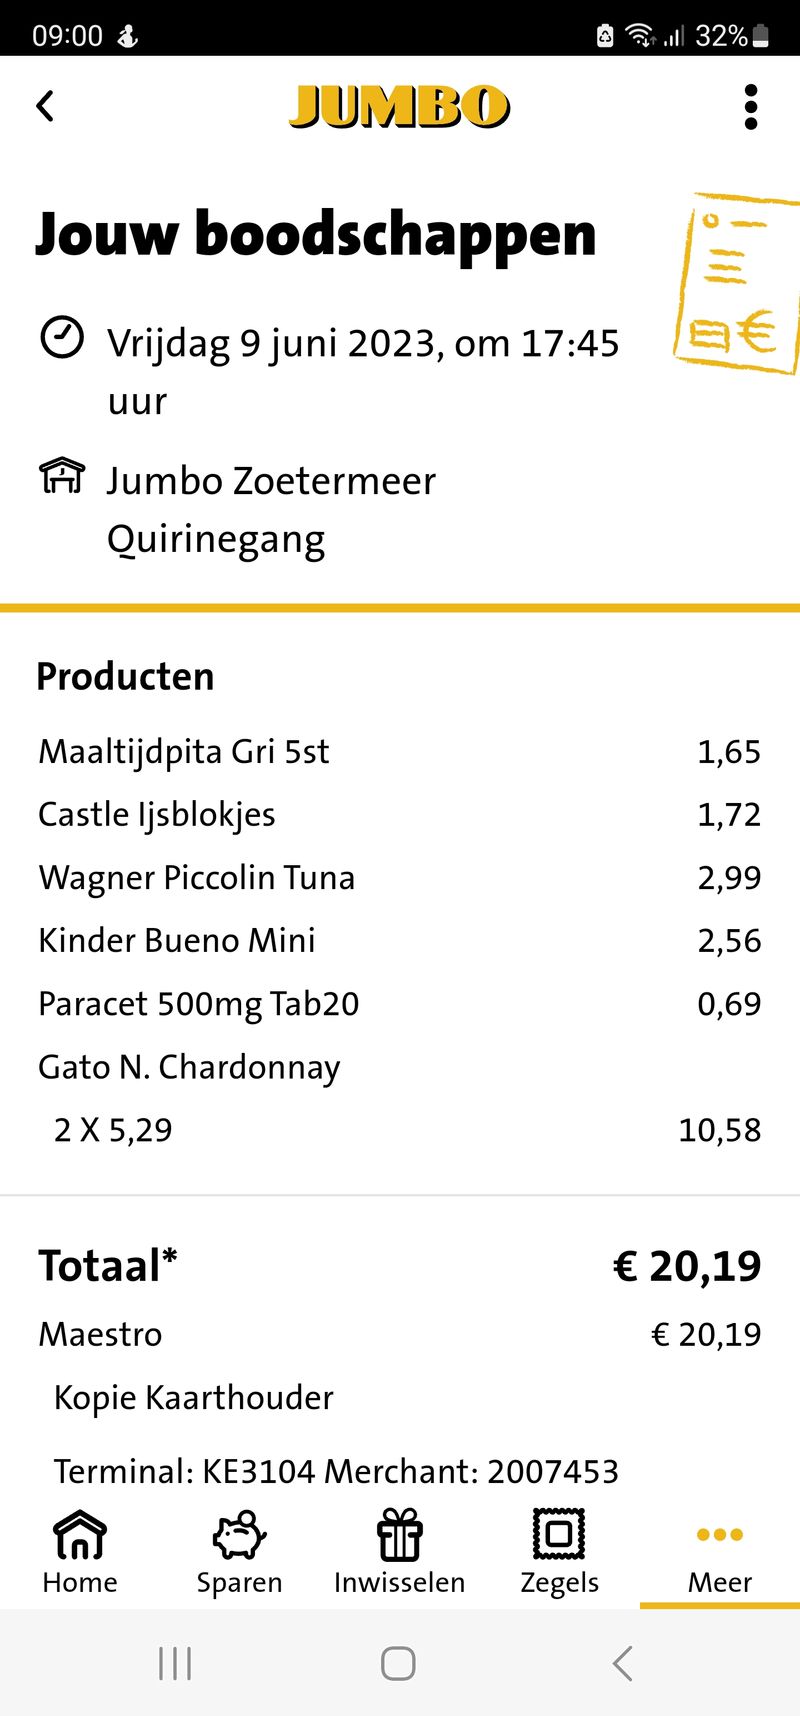 09:00
32%
JUMBO
Jouw boodschappen
Vrijdag 9 juni 2023, om 17:45
uur
Jumbo Zoetermeer
Quirinegang
Producten
Maaltijdpita Gri 5st 1,65
Castle Ijsblokjes 1,72
Wagner Piccolin Tuna 2,99
Kinder Bueno Mini 2,56
Paracet 500mg Tab20 0,69
Gato N. Chardonnay
2 X 5,29 10,58
Totaal* € 20,19
Maestro € 20,19
Kopie Kaarthouder
Terminal: KE3104 Merchant: 2007453
Home Sparen Inwisselen Zegels Meer